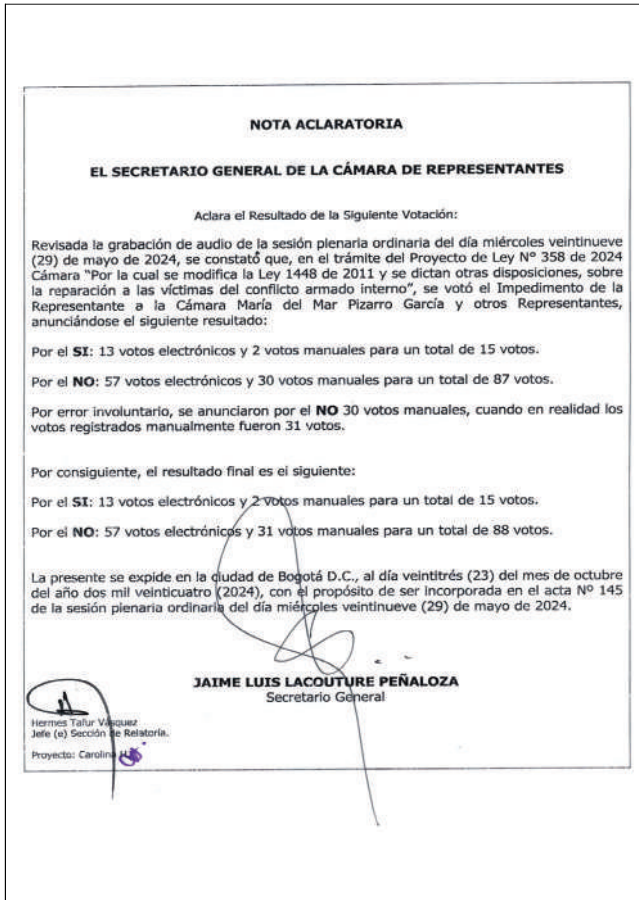 NOTA ACLARATORIA
EL SECRETARIO GENERAL DE LA CÁMARA DE REPRESENTANTES
Aclara el Resultado de la Siguiente Votación:
Revisada la grabación de audio de la sesión plenaria ordinaria del día miércoles veintinueve
(29) de mayo de 2024, se constató que, en el trámite del Proyecto de Ley N° 358 de 2024
Cámara "Por la cual se modifica la Ley 1448 de 2011 y se dictan otras disposiciones, sobre
la reparación a las víctimas del conflicto armado interno", se votó el Impedimento de la
Representante a la Cámara María del Mar Pizarro García y otros Representantes,
anunciándose el siguiente resultado:
Por el SI: 13 votos electrónicos y 2 votos manuales para un total de 15 votos.
Por el NO: 57 votos electrónicos y 30 votos manuales para un total de 87 votos.
Por error involuntario, se anunciaron por el NO 30 votos manuales, cuando en realidad los
votos registrados manualmente fueron 31 votos.
Por consiguiente, el resultado final es el siguiente:
Por el SI: 13 votos electrónicos y 2 votos manuales para un total de 15 votos.
Por el NO: 57 votos electrónicos y 31 votos manuales para un total de 88 votos.
La presente se expide en la ciudad de Bogotá D.C., al día veintitrés (23) del mes de octubre
del año dos mil veinticuatro (2024), con el propósito de ser incorporada en el acta N° 145
de la sesión plenaria ordinaria del día miércoles veintinueve (29) de mayo de 2024.
JAIME LUIS LACOUTURE PEÑALOZA
Secretario General
Hermes Tafur Vásquez
Jefe (e) Sección de Relatoría.
Proyecto: Carolina